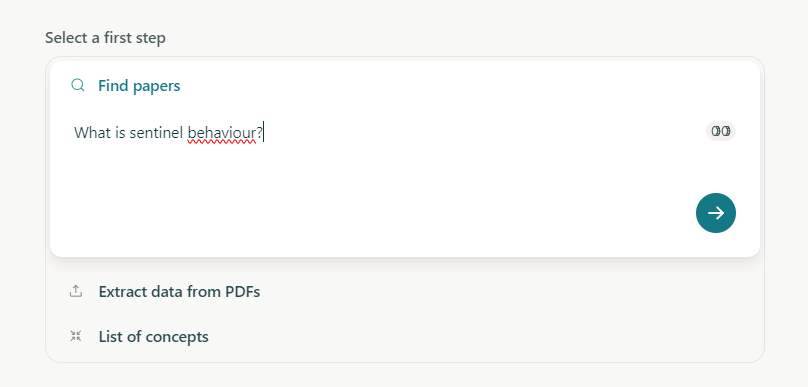 Select a first step
Find papers
What is sentinel behaviour?
Extract data from PDFs
List of concepts